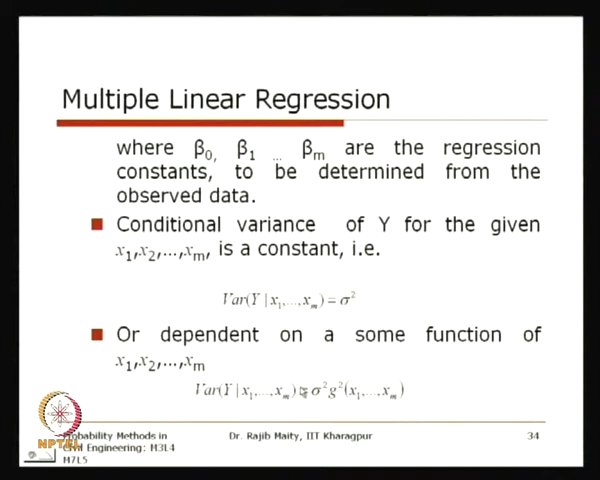 Multiple Linear Regression
where β0, β1 ... βm are the regression
constants, to be determined from the
observed data.
Conditional variance of Y for the given
x1,x2,...,xm, is a constant, i.e.
Var(Y | x1,...,xm) = σ²
Or dependent on a some function of
x1,x2,...,xm
Var(Y | x1,...,xm) = σ²g²(x1,...,xm)
Probability Methods in
Civil Engineering: M3L4
M7L5
Dr. Rajib Maity, IIT Kharagpur
34
NPTEL